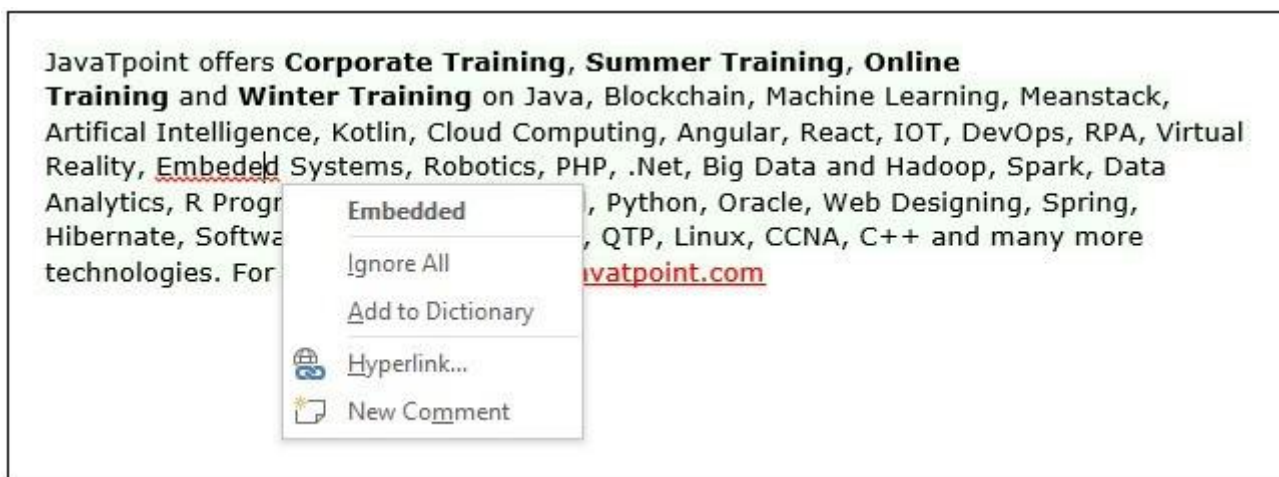 JavaTpoint offers Corporate Training, Summer Training, Online
Training and Winter Training on Java, Blockchain, Machine Learning, Meanstack,
Artifical Intelligence, Kotlin, Cloud Computing, Angular, React, IOT, DevOps, RPA, Virtual
Reality, Embeded Systems, Robotics, PHP, .Net, Big Data and Hadoop, Spark, Data
Analytics, R Progr , Python, Oracle, Web Designing, Spring,
Hibernate, Softwa , QTP, Linux, CCNA, C++ and many more
technologies. For vatpoint.com
Embedded
Ignore All
Add to Dictionary
Hyperlink...
New Comment